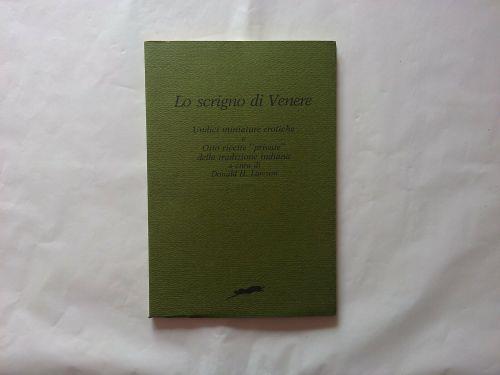 Lo scrigno di Venere
Undici miniature erotiche
e
Otto ricette "private"
della tradizione indiana
a cura di
Donald H. Lawson